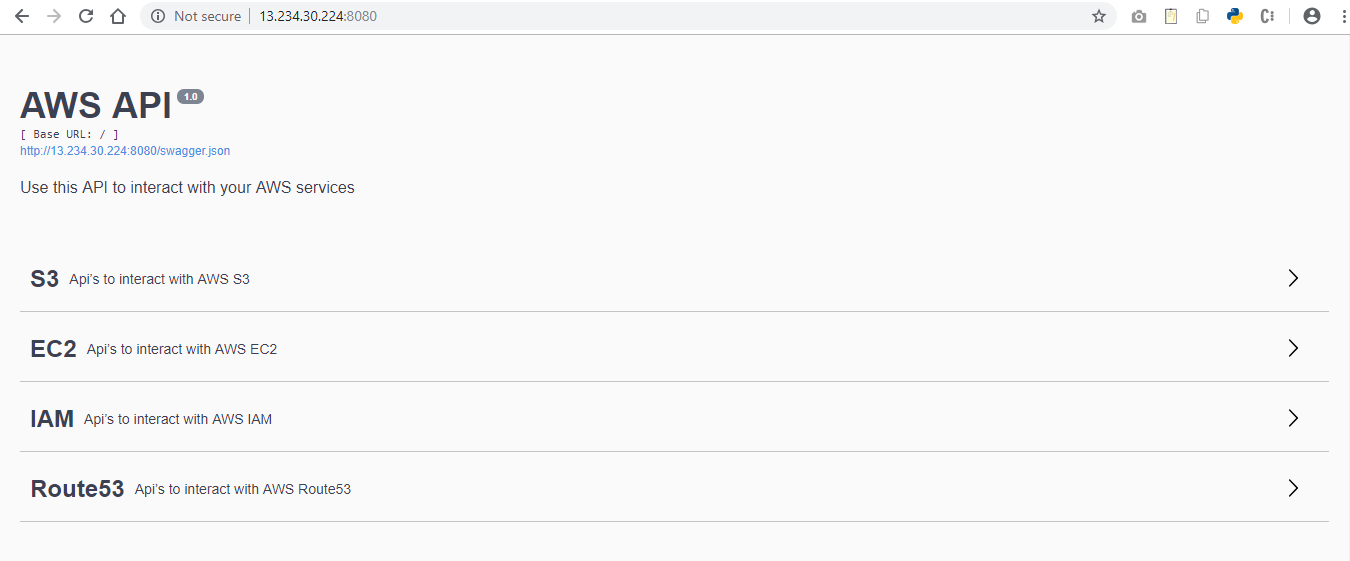 Not secure | 13.234.30.224:8080
AWS API 1.0
[ Base URL: / ]
http://13.234.30.224:8080/swagger.json
Use this API to interact with your AWS services
S3 Api's to interact with AWS S3
EC2 Api's to interact with AWS EC2
IAM Api's to interact with AWS IAM
Route53 Api's to interact with AWS Route53